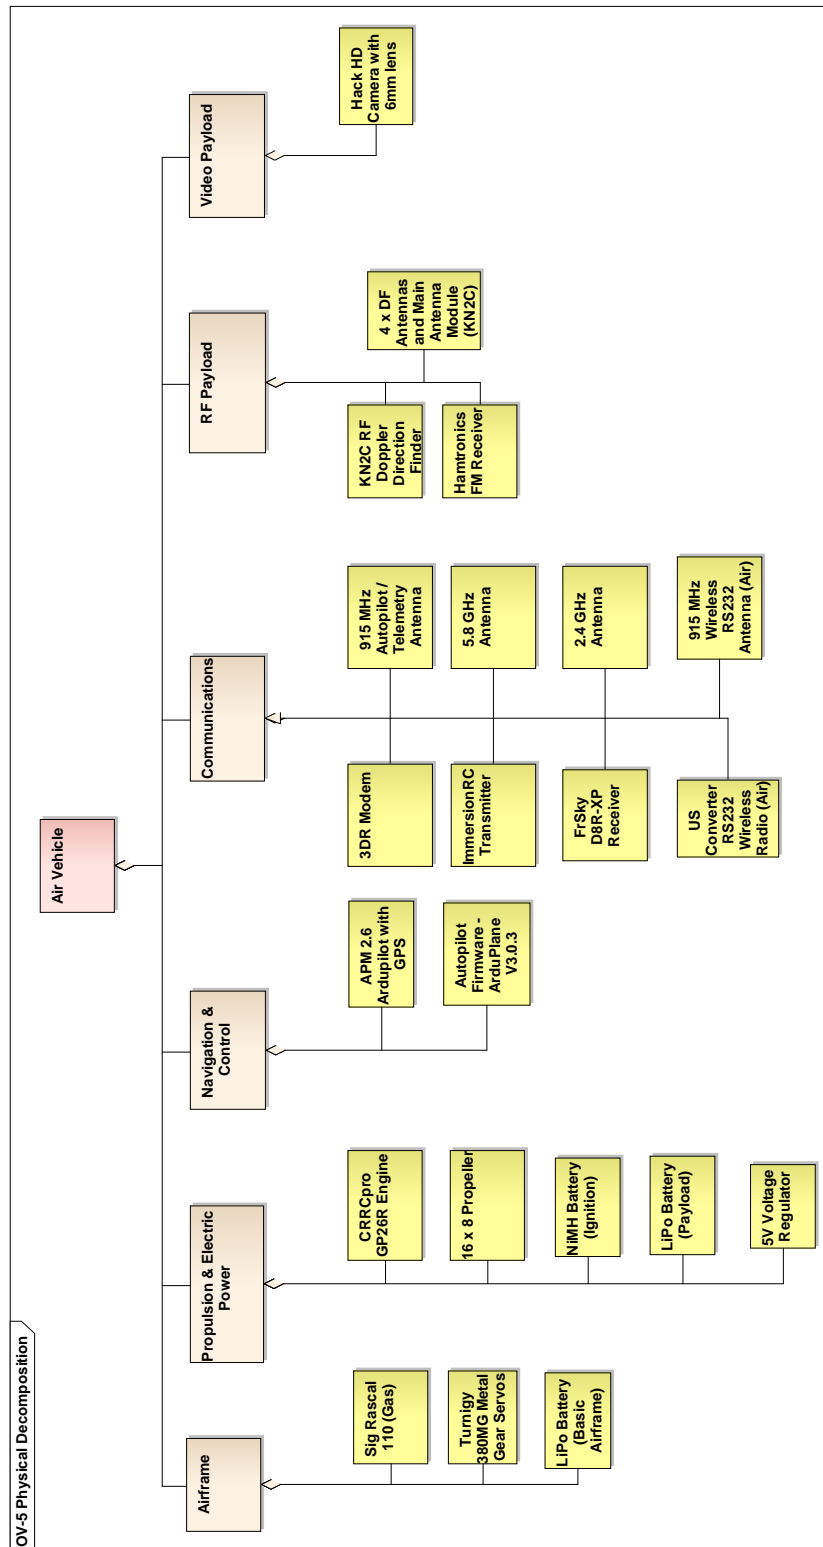 OV-5 Physical Decomposition
Air Vehicle
Airframe
Propulsion & Electric
Power
Navigation &
Control
Communications
RF Payload
Video Payload
Sig Rascal
110 (Gas)
Turnigy
380MG Metal
Gear Servos
LiPo Battery
(Basic
Airframe)
CRRCpro
GP26R Engine
16 x 8 Propeller
NiMH Battery
(Ignition)
LiPo Battery
(Payload)
5V Voltage
Regulator
APM 2.6
Ardupilot with
GPS
Autopilot
Firmware -
ArduPlane
V3.0.3
3DR Modem
915 MHz
Autopilot /
Telemetry
Antenna
ImmersionRC
Transmitter
5.8 GHz
Antenna
FrSky
D8R-XP
Receiver
2.4 GHz
Antenna
US
Converter
RS232
Wireless
Radio (Air)
915 MHz
Wireless
RS232
Antenna (Air)
KN2C RF
Doppler
Direction
Finder
4 x DF
Antennas
and Main
Antenna
Module
(KN2C)
Hamtronics
FM Receiver
Hack HD
Camera with
6mm lens